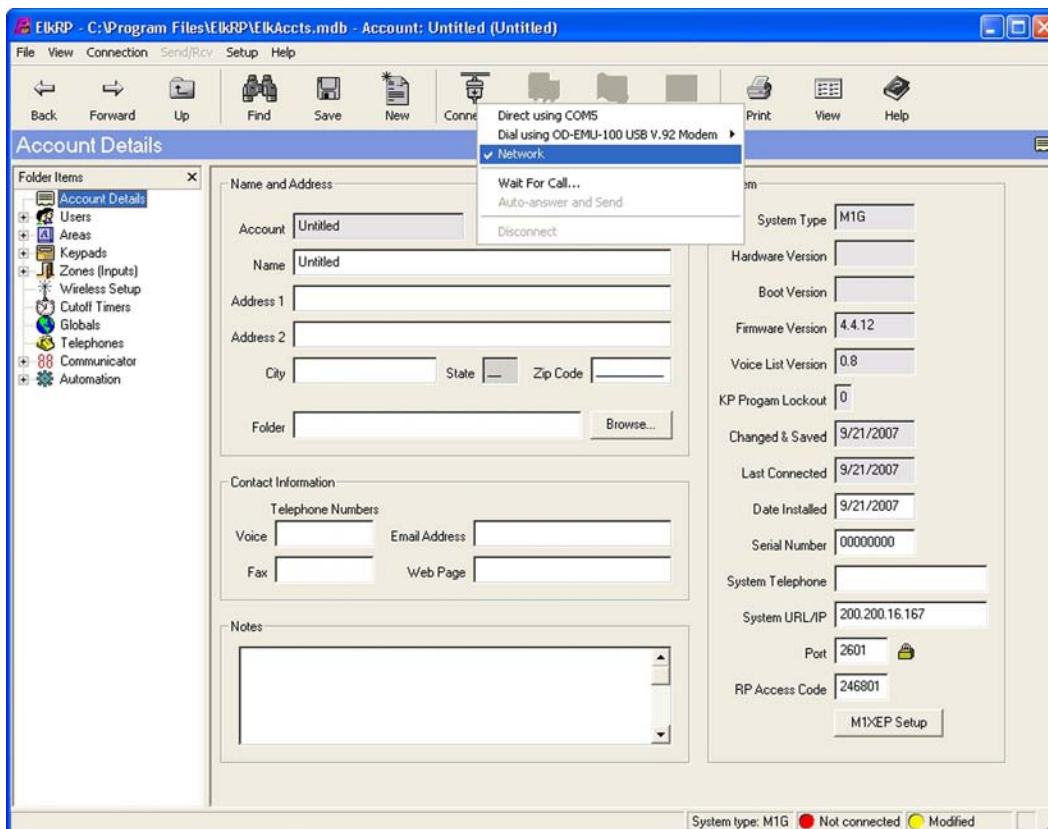 ElkRP - C:\Program Files\ElkRP\ElkAccts.mdb - Account: Untitled (Untitled)
File View Connection Send/Rcv Setup Help
Back Forward Up Find Save New Print View Help
Direct using COM5
Dial using OD-EMU-100 USB V.92 Modem
Network
Wait For Call...
Auto-answer and Send
Disconnect
Account Details
Folder Items
Account Details
Users
Areas
Keypads
Zones (Inputs)
Wireless Setup
Cutoff Timers
Globals
Telephones
88 Communicator
Automation
Name and Address
Account Untitled
Name Untitled
Address 1
Address 2
City State Zip Code
Folder Browse...
Contact Information
Telephone Numbers
Voice Email Address
Fax Web Page
Notes
System Type M1G
Hardware Version
Boot Version
Firmware Version 4.4.12
Voice List Version 0.8
KP Progam Lockout 0
Changed & Saved 9/21/2007
Last Connected 9/21/2007
Date Installed 9/21/2007
Serial Number 00000000
System Telephone
System URL/IP 200.200.16.167
Port 2601
RP Access Code 246801
M1XEP Setup
System type: M1G Not connected Modified